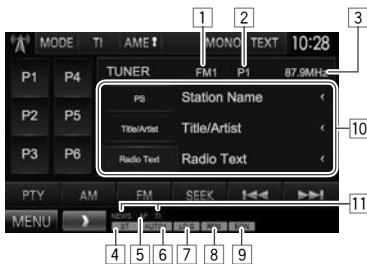 1 2 3
MODE TI AME MONO TEXT 10:28
P1 P4 TUNER FM1 P1 87.9MHz
PS Station Name
P2 P5
Title/Artist Title/Artist
10
P3 P6 Radio Text Radio Text
PTY AM FM SEEK
11
MENU NEWS AF TI
ST
4 5 6 7 8 9